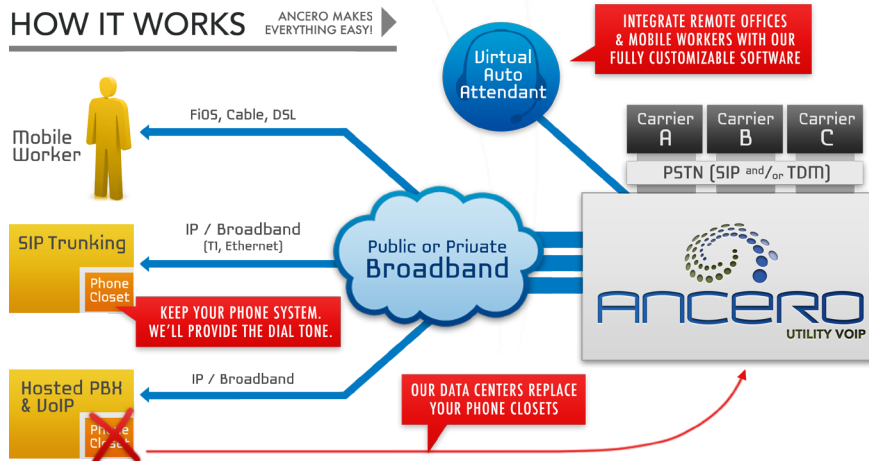 HOW IT WORKS
ANCERO MAKES
EVERYTHING EASY!
INTEGRATE REMOTE OFFICES
& MOBILE WORKERS WITH OUR
FULLY CUSTOMIZABLE SOFTWARE
Virtual
Auto
Attendant
Carrier
A
Carrier
B
Carrier
C
PSTN (SIP and/or TDM)
Mobile
Worker
FiOS, Cable, DSL
SIP Trunking
Phone
Closet
IP / Broadband
(T1, Ethernet)
Public or Private
Broadband
ANCERO
UTILITY VOIP
KEEP YOUR PHONE SYSTEM.
WE'LL PROVIDE THE DIAL TONE.
Hosted PBX
& VoIP
Phone
Closet
IP / Broadband
OUR DATA CENTERS REPLACE
YOUR PHONE CLOSETS